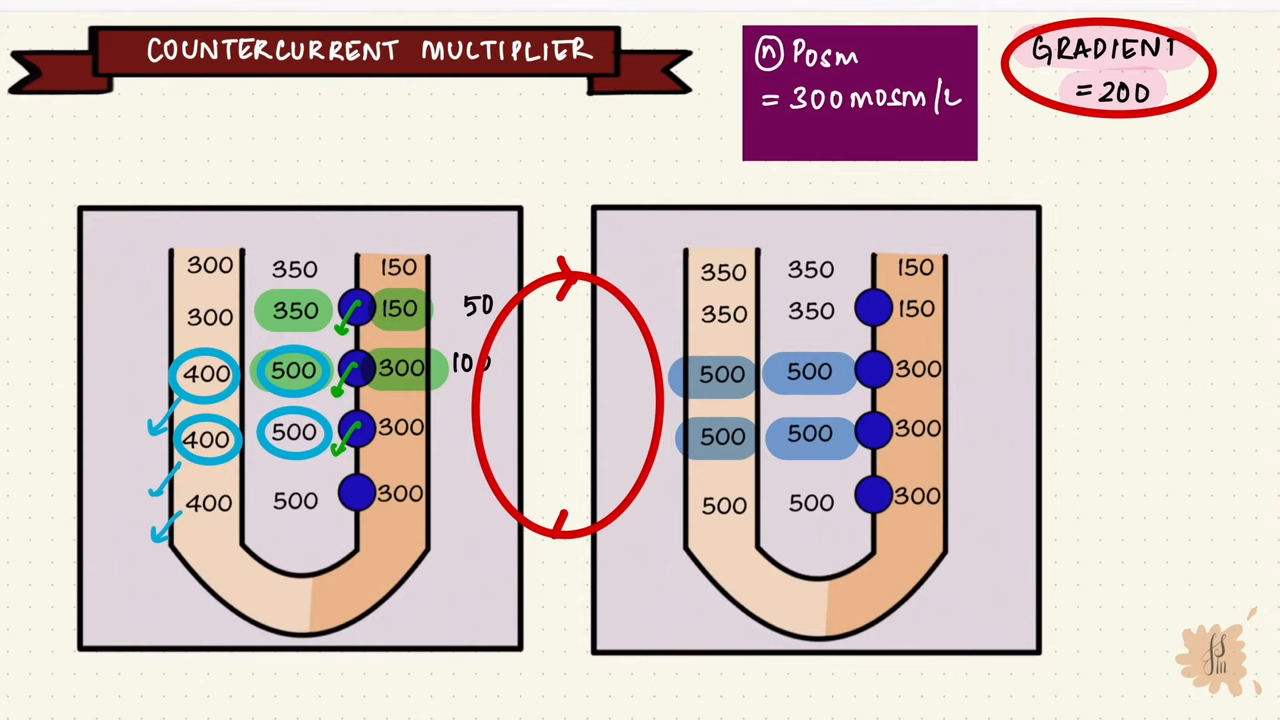 COUNTERCURRENT MULTIPLIER
ⓝ Posm
= 300 mosm/L
GRADIENT
= 200
300 350 150
300 350 150 50
400 500 300 100
400 500 300
400 500 300
350 350 150
350 350 150
500 500 300
500 500 300
500 500 300